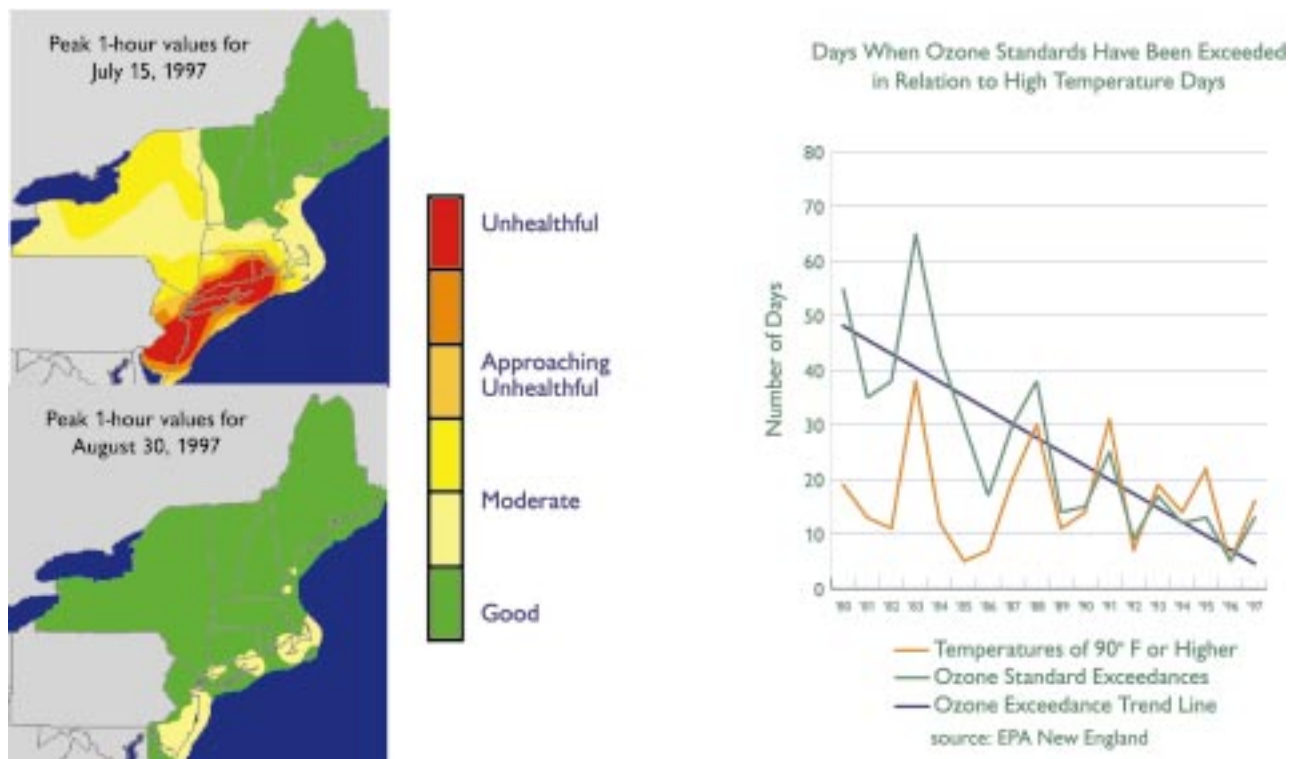 Peak 1-hour values for
July 15, 1997
Peak 1-hour values for
August 30, 1997
Unhealthful
Approaching
Unhealthful
Moderate
Good
Days When Ozone Standards Have Been Exceeded
in Relation to High Temperature Days
Number of Days
80
70
60
50
40
30
20
10
0
'80 '81 '82 '83 '84 '85 '86 '87 '88 '89 '90 '91 '92 '93 '94 '95 '96 '97
Temperatures of 90° F or Higher
Ozone Standard Exceedances
Ozone Exceedance Trend Line
source: EPA New England